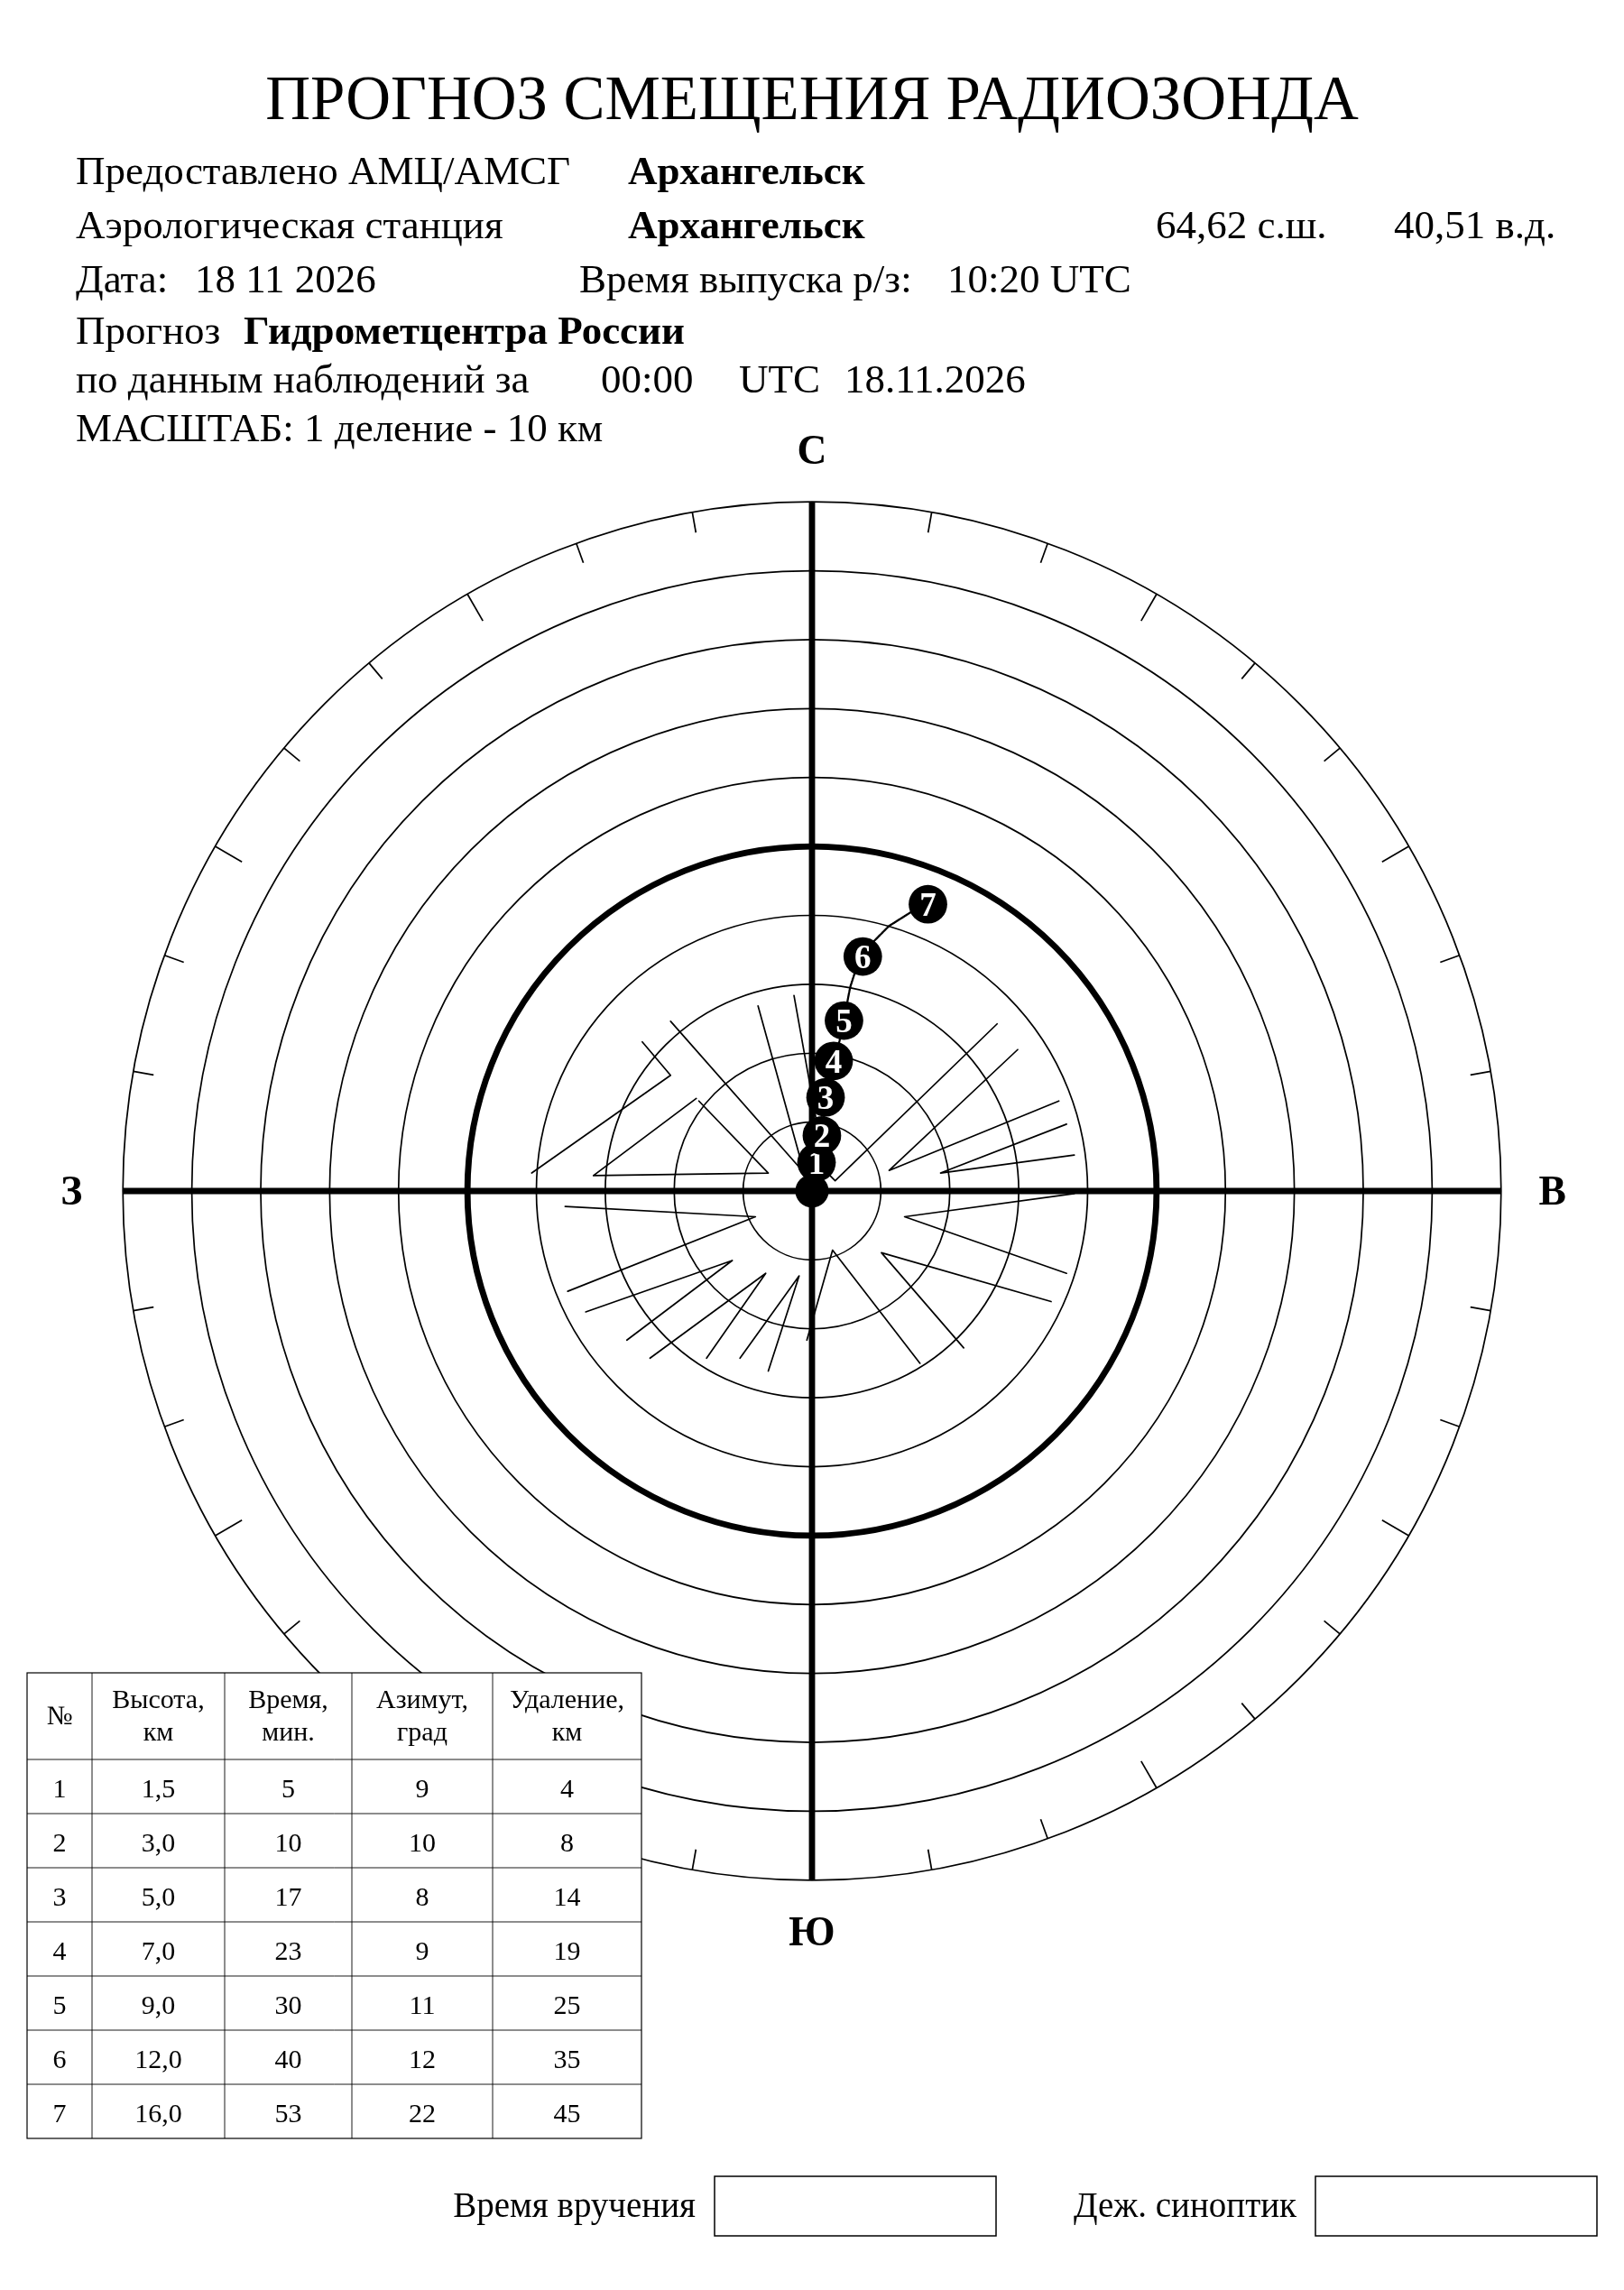 ПРОГНОЗ СМЕЩЕНИЯ РАДИОЗОНДА
Предоставлено АМЦ/АМСГ Архангельск
Аэрологическая станция Архангельск 64,62 с.ш. 40,51 в.д.
Дата: 18 11 2026 Время выпуска р/з: 10:20 UTC
Прогноз Гидрометцентра России
по данным наблюдений за 00:00 UTC 18.11.2026
МАСШТАБ: 1 деление - 10 км
С
7
6
5
4
3
2
1
З В
№ Высота, км Время, мин. Азимут, град Удаление, км
1 1,5 5 9 4
2 3,0 10 10 8
3 5,0 17 8 14
4 7,0 23 9 19
5 9,0 30 11 25
6 12,0 40 12 35
7 16,0 53 22 45
Ю
Время вручения Деж. синоптик